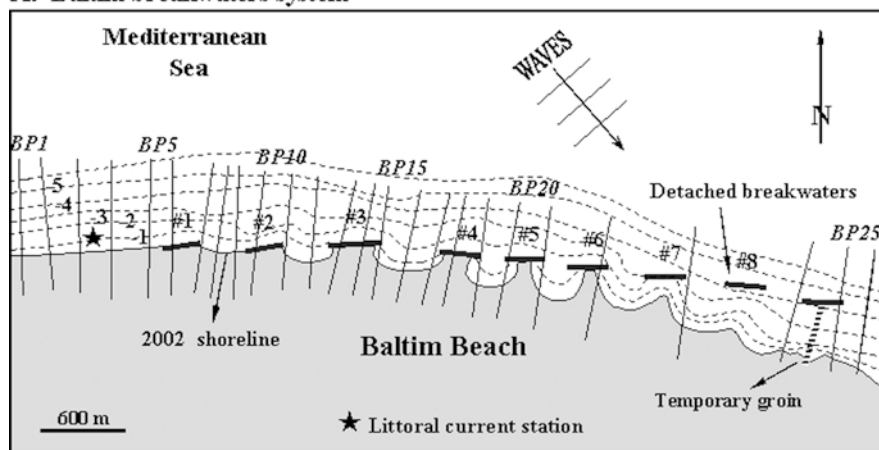 Mediterranean
Sea
WAVES
N
BP1
BP5
BP10
BP15
BP20
BP25
5
4
3
2
1
#1
#2
#3
#4
#5
#6
#7
#8
Detached breakwaters
2002 shoreline
Baltim Beach
Temporary groin
600 m
★ Littoral current station